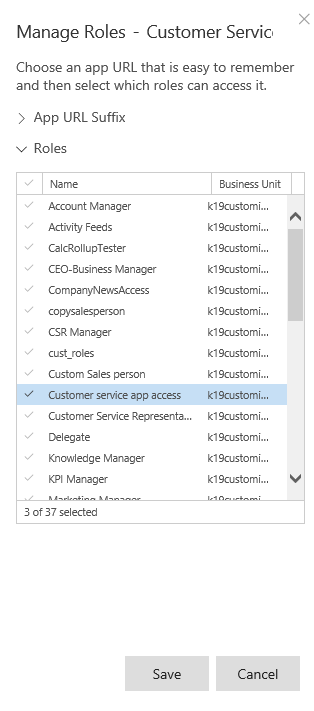 Manage Roles - Customer Servic
Choose an app URL that is easy to remember
and then select which roles can access it.
App URL Suffix
Roles
Name Business Unit
Account Manager k19customi...
Activity Feeds k19customi...
CalcRollupTester k19customi...
CEO-Business Manager k19customi...
CompanyNewsAccess k19customi...
copysalesperson k19customi...
CSR Manager k19customi...
cust_roles k19customi...
Custom Sales person k19customi...
Customer service app access k19customi...
Customer Service Representa... k19customi...
Delegate k19customi...
Knowledge Manager k19customi...
KPI Manager k19customi...
Marketing Manager k19customi...
3 of 37 selected
Save Cancel